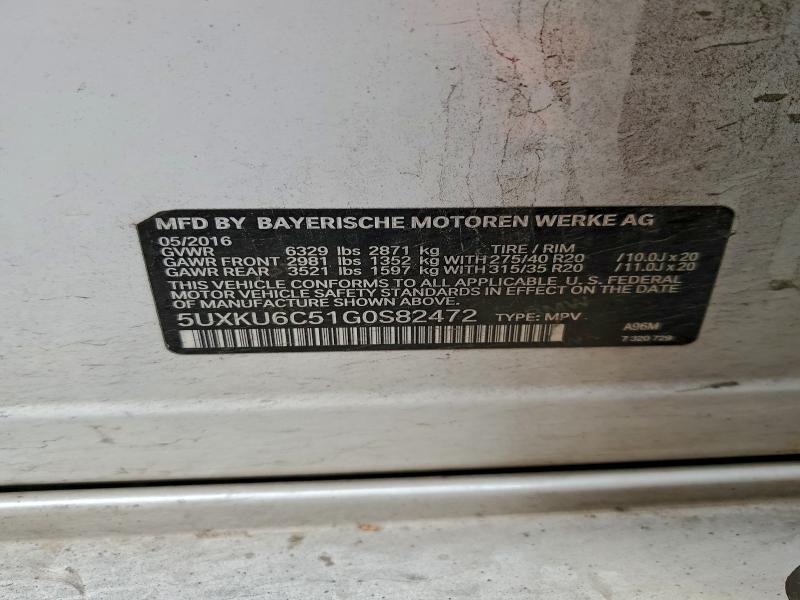 MFD BY BAYERISCHE MOTOREN WERKE AG
05/2016
GVWR 6329 lbs 2871 kg TIRE / RIM
GAWR FRONT 2981 lbs 1352 kg WITH 275/40 R20 /10.0J x 20
GAWR REAR 3521 lbs 1597 kg WITH 315/35 R20 /11.0J x 20
THIS VEHICLE CONFORMS TO ALL APPLICABLE U.S. FEDERAL
MOTOR VEHICLE SAFETY STANDARDS IN EFFECT ON THE DATE
OF MANUFACTURE SHOWN ABOVE.
5UXKU6C51G0S82472 TYPE: MPV
A96M
7 320 729